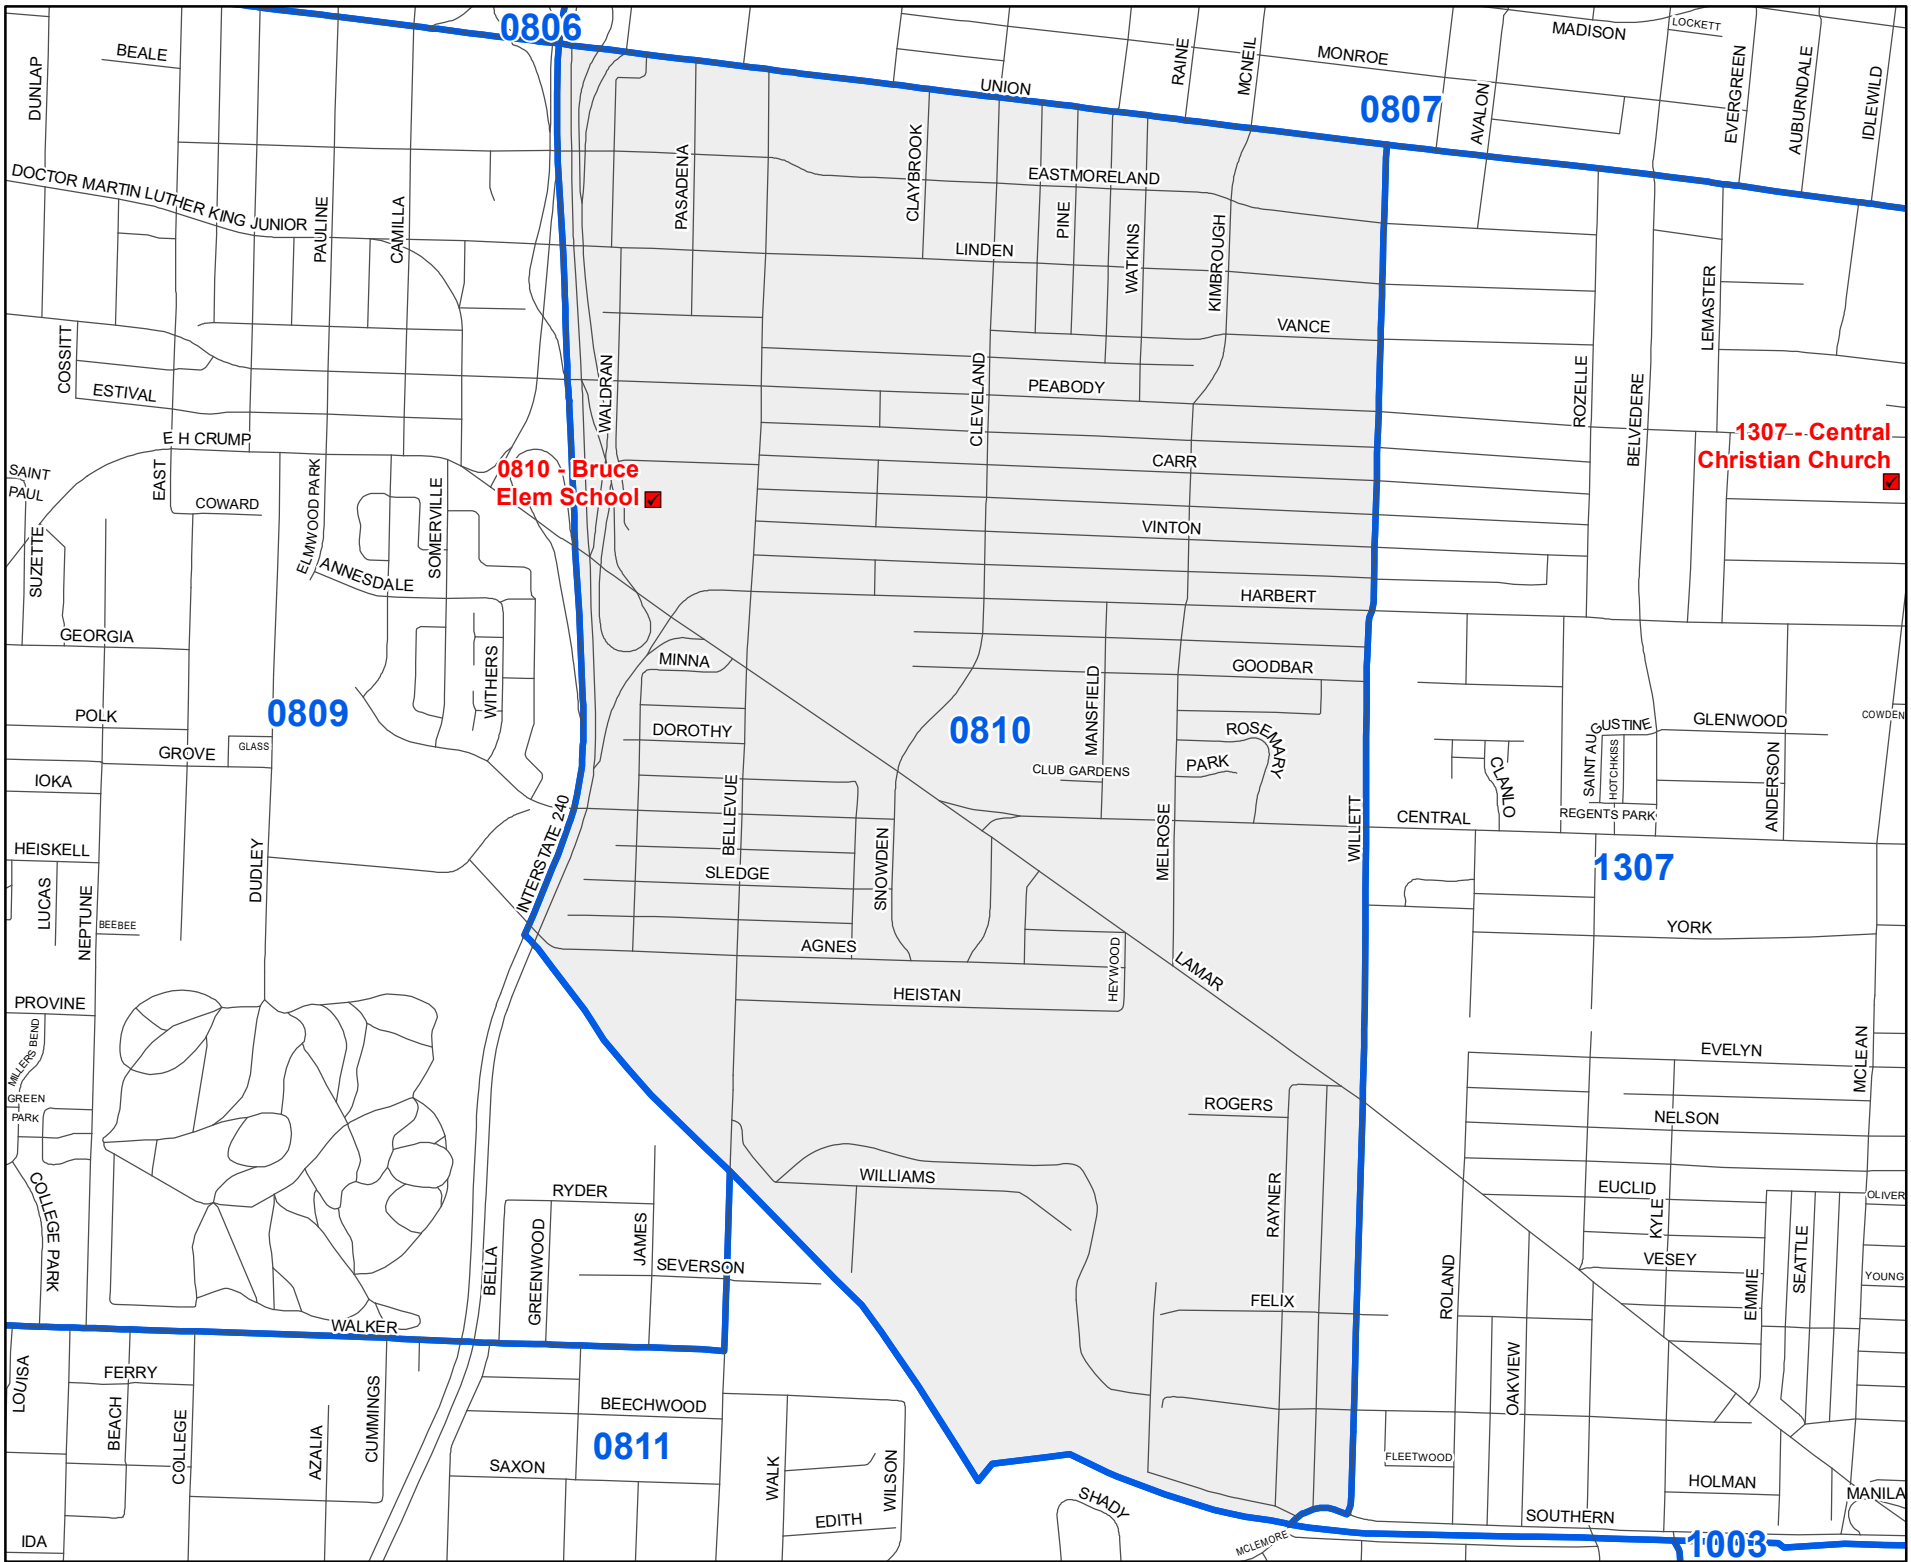 0806
MADISON
LOCKETT
BEALE
DUNLAP
RAINE
MCNEIL
MONROE
EVERGREEN
AUBURNDALE
IDLEWILD
UNION
0807
AVALON
PASADENA
CLAYBROOK
EASTMORELAND
DOCTOR MARTIN LUTHER KING JUNIOR
PAULINE
CAMILLA
PINE
WATKINS
KIMBROUGH
LINDEN
LEMASTER
VANCE
COSSITT
WALDRAN
CLEVELAND
PEABODY
ROZELLE
BELVEDERE
ESTIVAL
E H CRUMP
1307 - Central
Christian Church
CARR
SAINT
PAUL
EAST
ELMWOOD PARK
SOMERVILLE
0810 - Bruce
Elem School
COWARD
VINTON
SUZETTE
ANNESDALE
HARBERT
GEORGIA
WITHERS
MINNA
GOODBAR
MANSFIELD
0809
POLK
DOROTHY
0810
ROSEMARY
SAINT AUGUSTINE
GLENWOOD
COWDEN
GROVE
GLASS
PARK
CLUB GARDENS
CLANLO
HOTCHKISS
ANDERSON
IOKA
BELLEVUE
INTERSTATE 240
CENTRAL
REGENTS PARK
MELROSE
WILLETT
HEISKELL
DUDLEY
SNOWDEN
SLEDGE
1307
LUCAS
NEPTUNE
BEEBEE
YORK
AGNES
HEYWOOD
LAMAR
HEISTAN
PROVINE
MILLERS BEND
EVELYN
MCLEAN
GREEN
PARK
ROGERS
NELSON
WILLIAMS
COLLEGE PARK
RYDER
EUCLID
OLIVER
RAYNER
KYLE
GREENWOOD
JAMES
BELLA
SEVERSON
VESEY
SEATTLE
EMMIE
YOUNG
ROLAND
FELIX
WALKER
LOUISA
FERRY
OAKVIEW
BEACH
COLLEGE
AZALIA
CUMMINGS
BEECHWOOD
0811
FLEETWOOD
SAXON
WALK
WILSON
HOLMAN
MANILA
SHADY
SOUTHERN
EDITH
IDA
MCLEMORE
1003